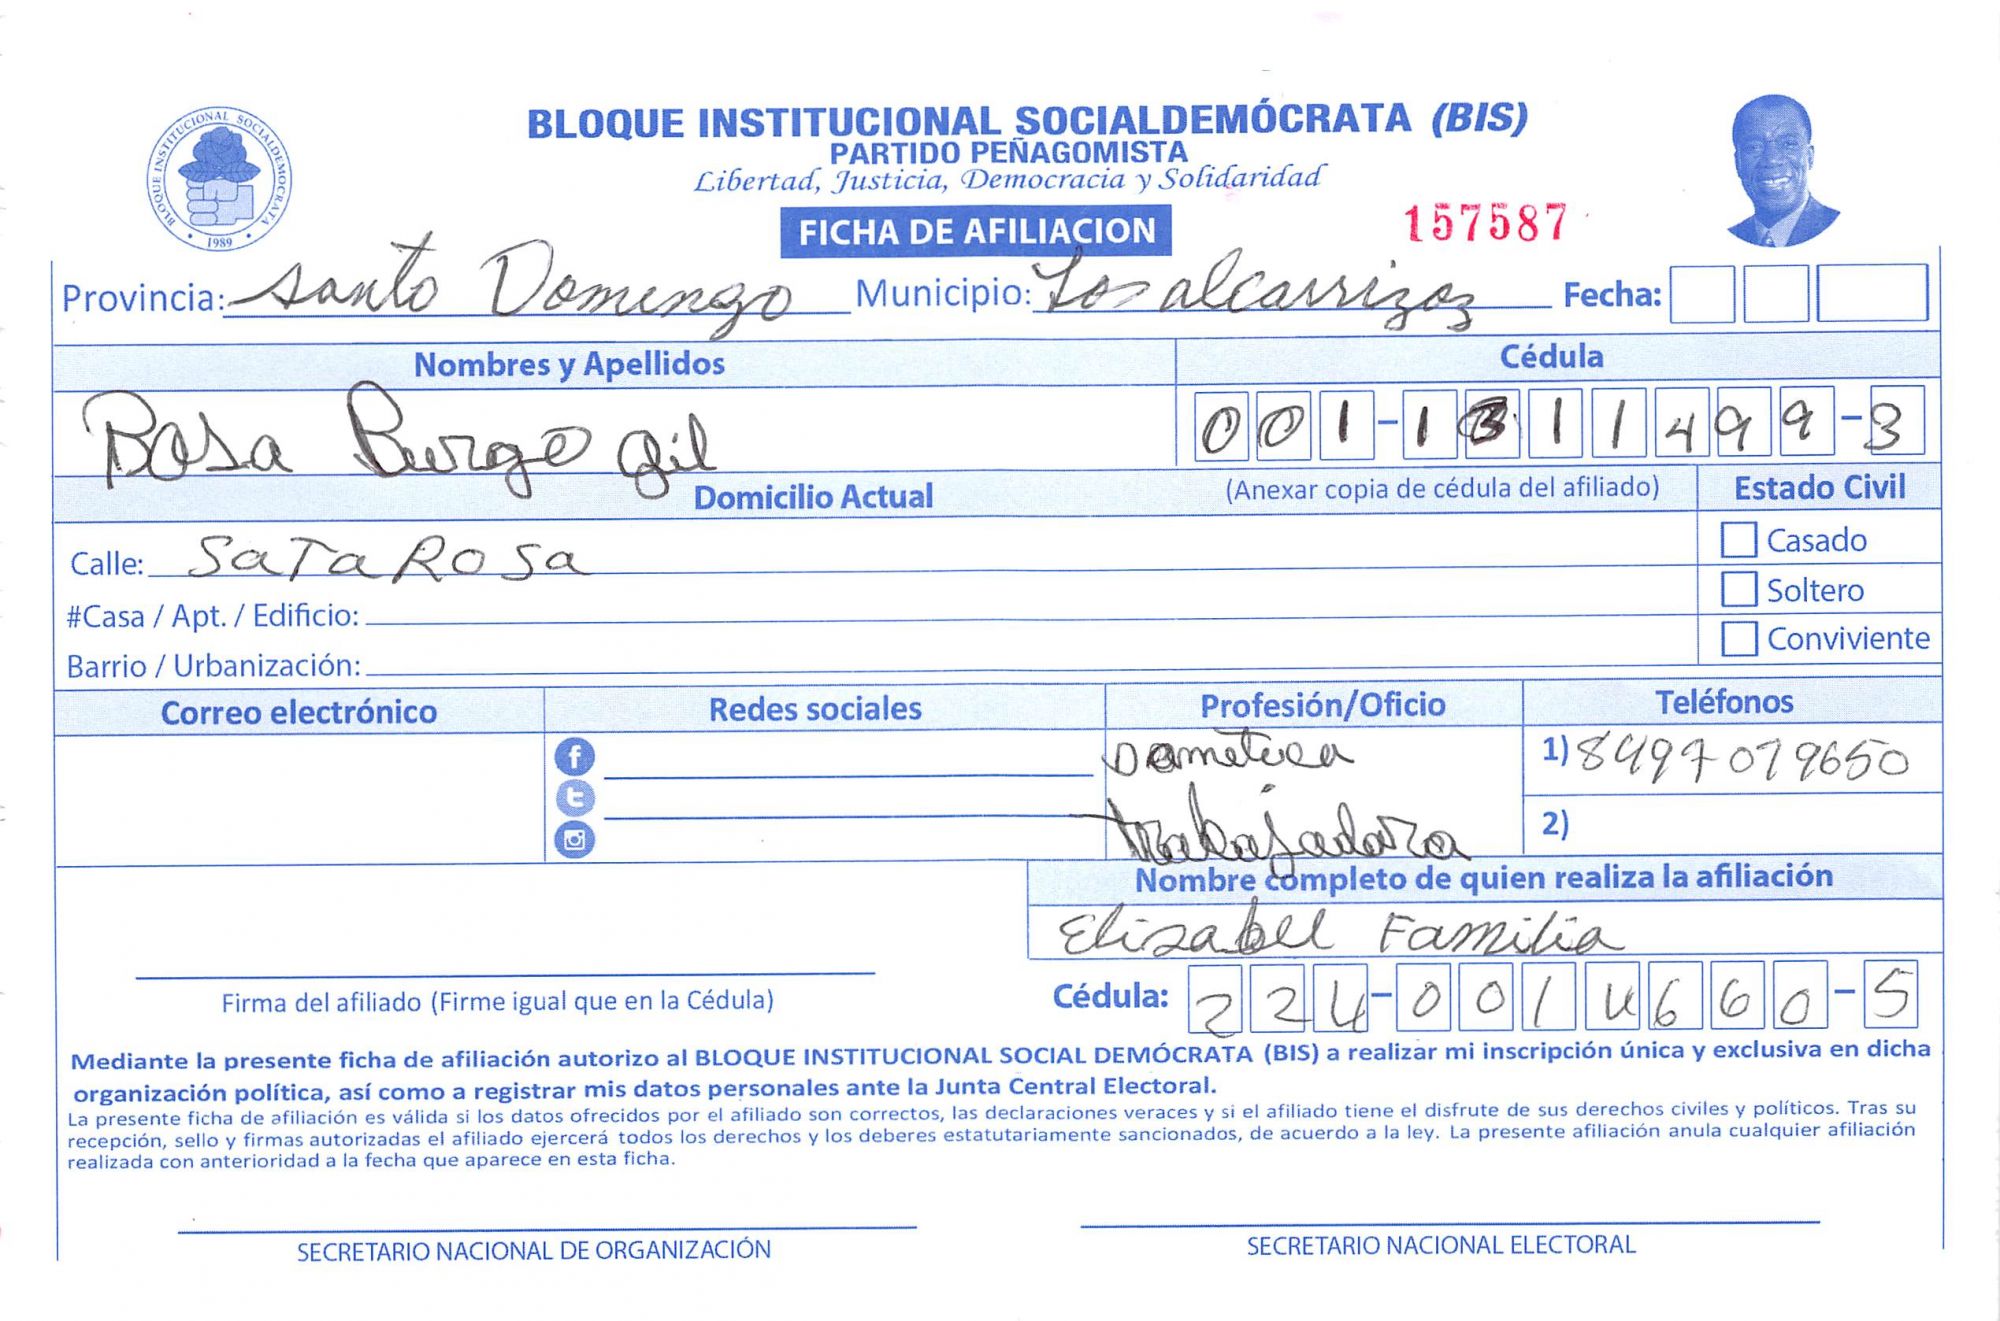 BLOQUE INSTITUCIONAL SOCIALDEMÓCRATA (BIS)
PARTIDO PEÑAGOMISTA
Libertad, Justicia, Democracia y Solidaridad
BLOQUE INSTITUCIONAL SOCIALDEMOCRATA
1989
FICHA DE AFILIACION
157587
Provincia: Santo Domingo Municipio: Los alcarrizos Fecha:
Nombres y Apellidos Cédula
Rosa Burgo Gil 001-1311499-3
Domicilio Actual (Anexar copia de cédula del afiliado) Estado Civil
Calle: Sata Rosa Casado
#Casa / Apt. / Edificio: Soltero
Barrio / Urbanización: Conviviente
Correo electrónico Redes sociales Profesión/Oficio Teléfonos
1) 8497079650
trabajadora 2)
Nombre completo de quien realiza la afiliación
Elizabell Familia
Firma del afiliado (Firme igual que en la Cédula) Cédula: 224-0014660-5
Mediante la presente ficha de afiliación autorizo al BLOQUE INSTITUCIONAL SOCIAL DEMÓCRATA (BIS) a realizar mi inscripción única y exclusiva en dicha
organización política, así como a registrar mis datos personales ante la Junta Central Electoral.
La presente ficha de afiliación es válida si los datos ofrecidos por el afiliado son correctos, las declaraciones veraces y si el afiliado tiene el disfrute de sus derechos civiles y políticos. Tras su
recepción, sello y firmas autorizadas el afiliado ejercerá todos los derechos y los deberes estatutariamente sancionados, de acuerdo a la ley. La presente afiliación anula cualquier afiliación
realizada con anterioridad a la fecha que aparece en esta ficha.
SECRETARIO NACIONAL DE ORGANIZACIÓN SECRETARIO NACIONAL ELECTORAL